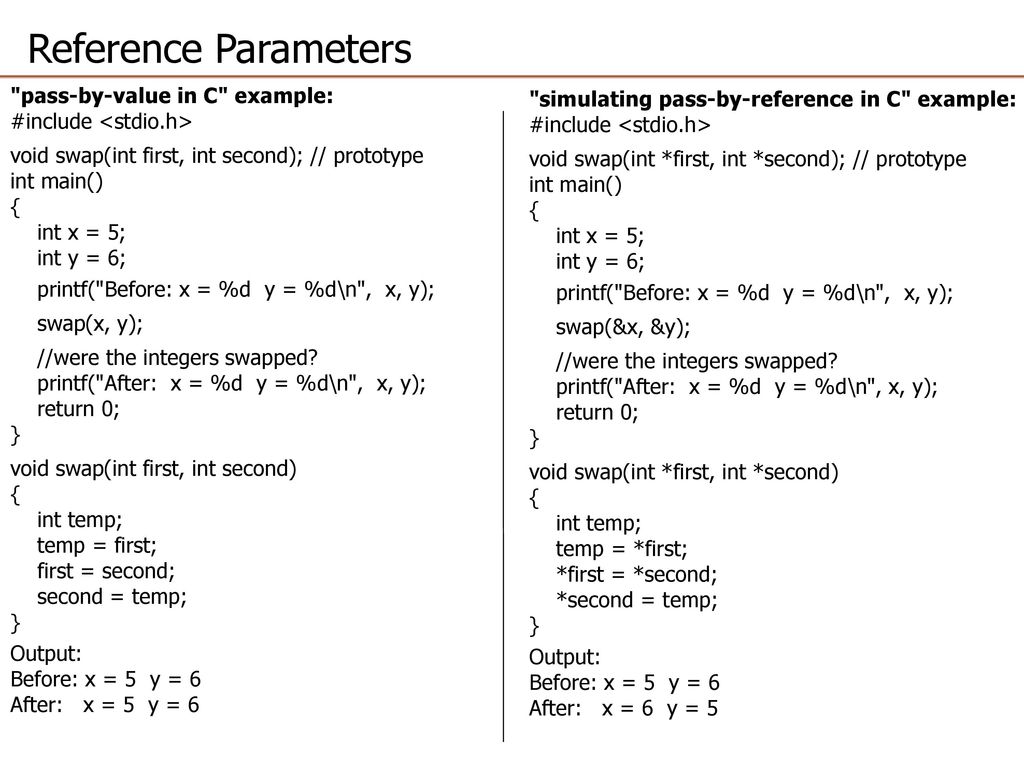 Reference Parameters
"pass-by-value in C" example:
#include <stdio.h>
void swap(int first, int second); // prototype
int main()
{
int x = 5;
int y = 6;
printf("Before: x = %d  y = %d\n",  x, y);
swap(x, y);
//were the integers swapped?
printf("After:  x = %d  y = %d\n",  x, y);
return 0;
}
void swap(int first, int second)
{
int temp;
temp = first;
first = second;
second = temp;
}
Output:
Before: x = 5  y = 6
After:   x = 5  y = 6
"simulating pass-by-reference in C" example:
#include <stdio.h>
void swap(int *first, int *second); // prototype
int main()
{
int x = 5;
int y = 6;
printf("Before: x = %d  y = %d\n",  x, y);
swap(&x, &y);
//were the integers swapped?
printf("After:  x = %d  y = %d\n", x, y);
return 0;
}
void swap(int *first, int *second)
{
int temp;
temp = *first;
*first = *second;
*second = temp;
}
Output:
Before: x = 5  y = 6
After:   x = 6  y = 5